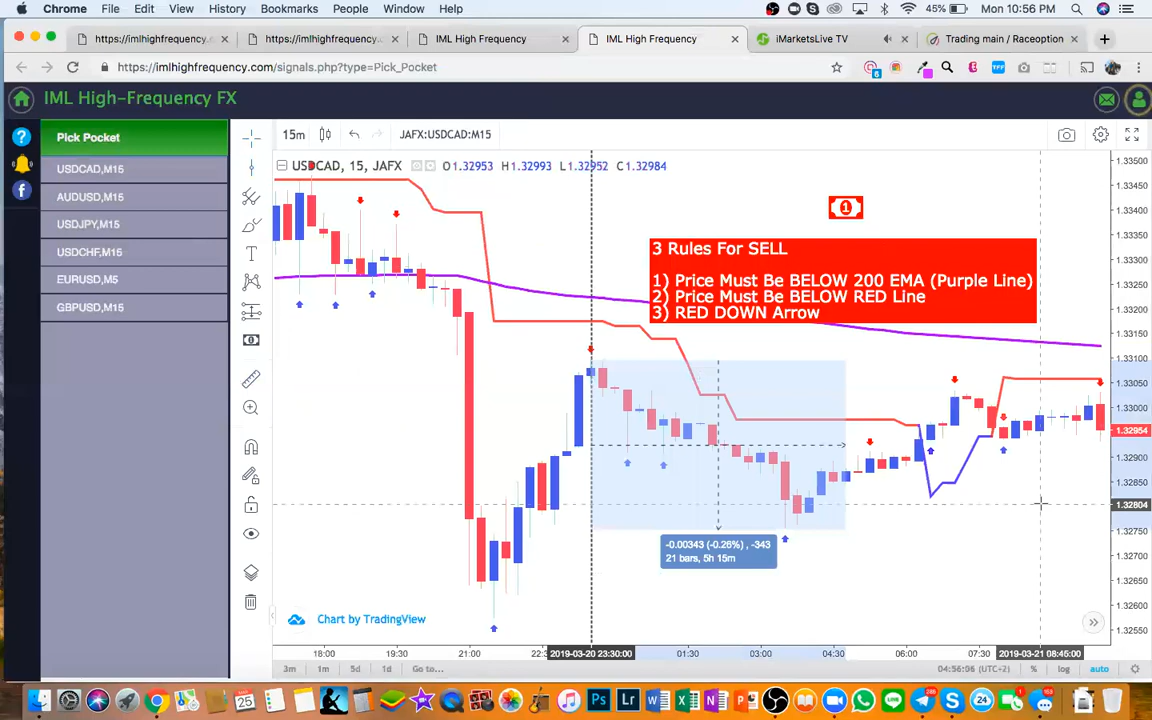 Chrome File Edit View History Bookmarks People Window Help
45% Mon 10:56 PM
https://imlhighfrequency.c
https://imlhighfrequency.c
IML High Frequency
IML High Frequency
iMarketsLive TV
Trading main / Raceoption
https://imlhighfrequency.com/signals.php?type=Pick_Pocket
IML High-Frequency FX
Pick Pocket
USDCAD,M15
AUDUSD,M15
USDJPY,M15
USDCHF,M15
EURUSD,M5
GBPUSD,M15
15m JAFX:USDCAD:M15
USDCAD, 15, JAFX O1.32953 H1.32993 L1.32952 C1.32984
1
3 Rules For SELL
1) Price Must Be BELOW 200 EMA (Purple Line)
2) Price Must Be BELOW RED Line
3) RED DOWN Arrow
-0.00343 (-0.26%) , -343
21 bars, 5h 15m
Chart by TradingView
1.33500
1.33450
1.33400
1.33350
1.33300
1.33250
1.33200
1.33150
1.33100
1.33050
1.33000
1.32954
1.32900
1.32850
1.32804
1.32750
1.32700
1.32650
1.32600
1.32550
18:00 19:30 21:00 22:3 2019-03-20 23:30:00 01:30 03:00 04:30 06:00 07:30 2019-03-21 08:45:00
3m 1m 5d 1d Go to... 04:56:06 (UTC+2) % log auto